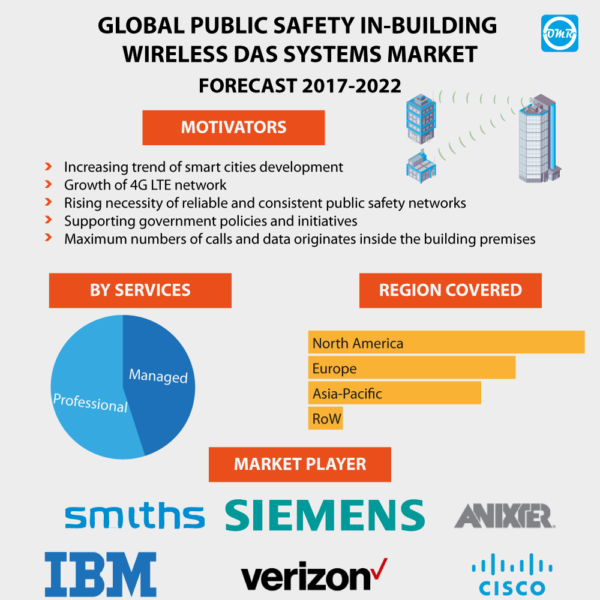 GLOBAL PUBLIC SAFETY IN-BUILDING
WIRELESS DAS SYSTEMS MARKET
FORECAST 2017-2022
OMR
MOTIVATORS
Increasing trend of smart cities development
Growth of 4G LTE network
Rising necessity of reliable and consistent public safety networks
Supporting government policies and initiatives
Maximum numbers of calls and data originates inside the building premises
BY SERVICES
Managed
Professional
REGION COVERED
North America
Europe
Asia-Pacific
RoW
MARKET PLAYER
smiths
SIEMENS
ANIXTER
IBM
verizon
CISCO